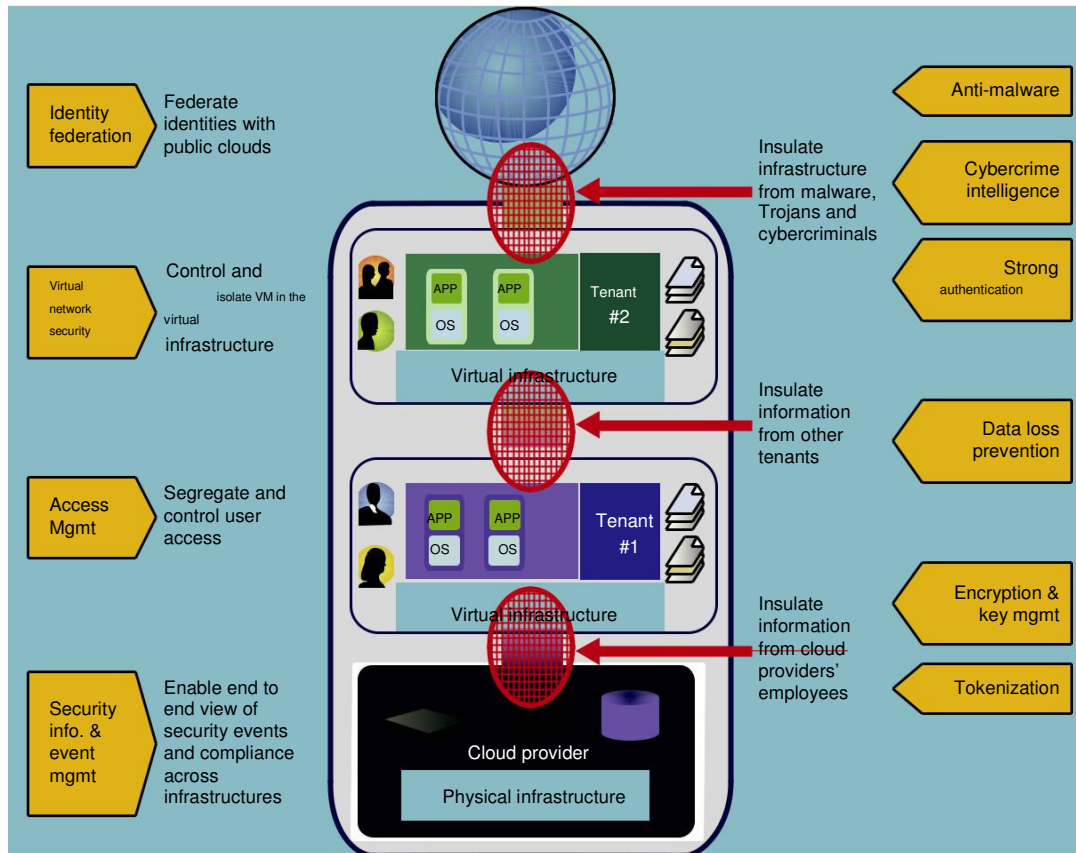 Identity
federation
Federate
identities with
public clouds
Anti-malware
Insulate
infrastructure
from malware,
Trojans and
cybercriminals
Cybercrime
intelligence
Strong
authentication
Virtual
network
security
Control and
isolate VM in the
virtual
infrastructure
APP
APP
OS
OS
Tenant
#2
Virtual infrastructure
Insulate
information
from other
tenants
Data loss
prevention
Access
Mgmt
Segregate and
control user
access
APP
APP
OS
OS
Tenant
#1
Virtual infrastructure
Insulate
information
from cloud
providers’
employees
Encryption &
key mgmt
Tokenization
Security
info. &
event
mgmt
Enable end to
end view of
security events
and compliance
across
infrastructures
Cloud provider
Physical infrastructure